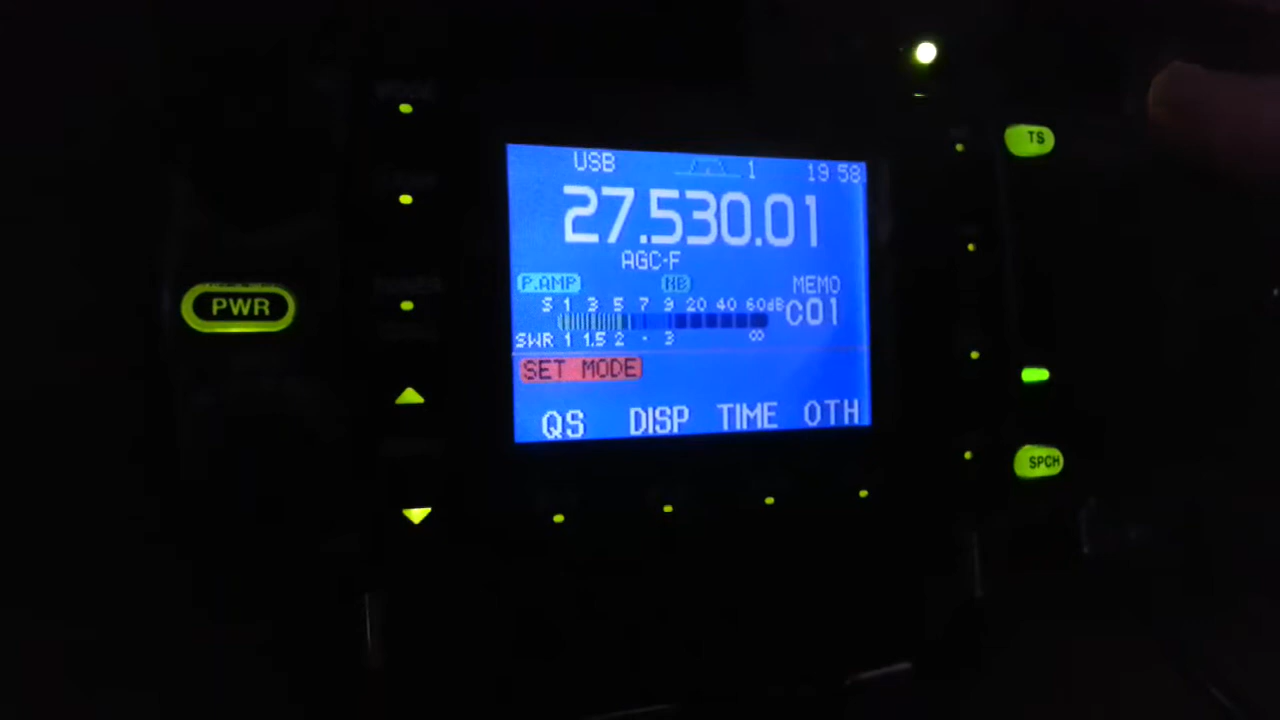 USB 1 19 58
27.530.01
AGC-F
P.AMP NB MEMO
S 1 3 5 7 9 20 40 60dB C01
SWR 1 1.5 2 - 3 ∞
SET MODE
QS DISP TIME OTH
PWR
TS
SPCH